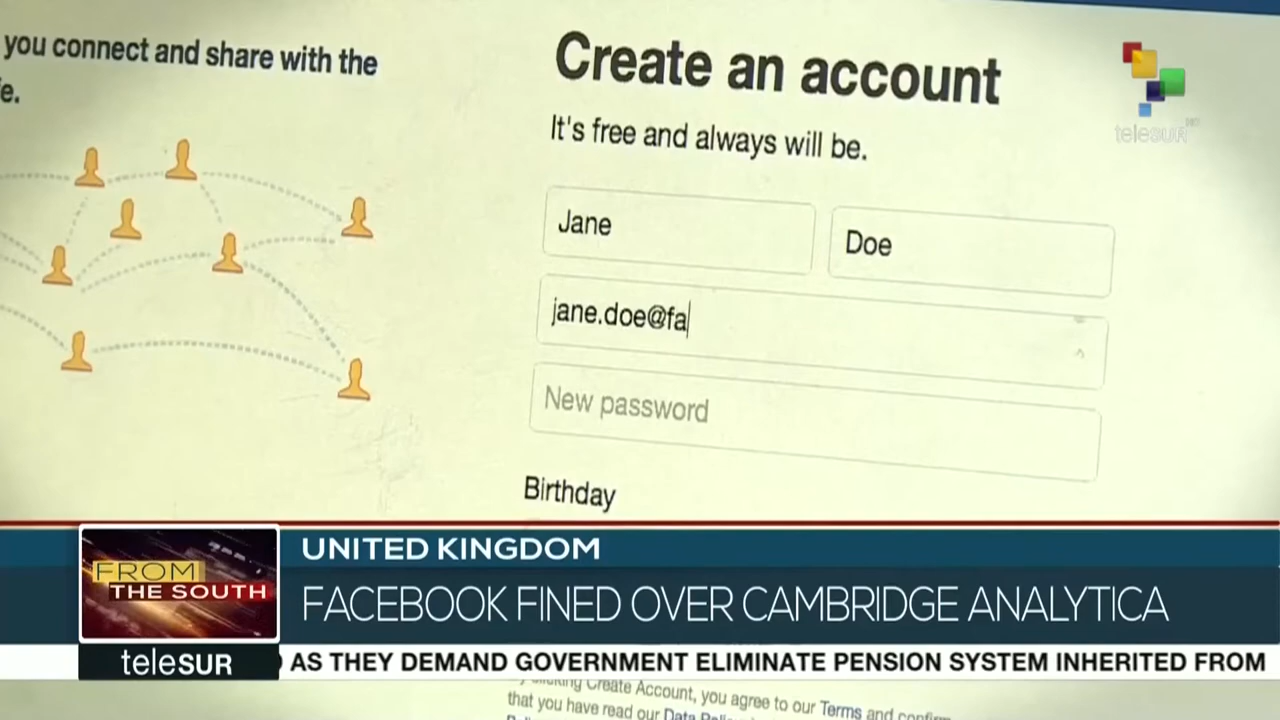 you connect and share with the
e.
Create an account
It's free and always will be.
Jane
Doe
jane.doe@fa
New password
Birthday
teleSUR HD
UNITED KINGDOM
FACEBOOK FINED OVER CAMBRIDGE ANALYTICA
FROM
THE SOUTH
teleSUR
AS THEY DEMAND GOVERNMENT ELIMINATE PENSION SYSTEM INHERITED FROM
clicking Create Account, you agree to our Terms and confirm
that you have read our Data